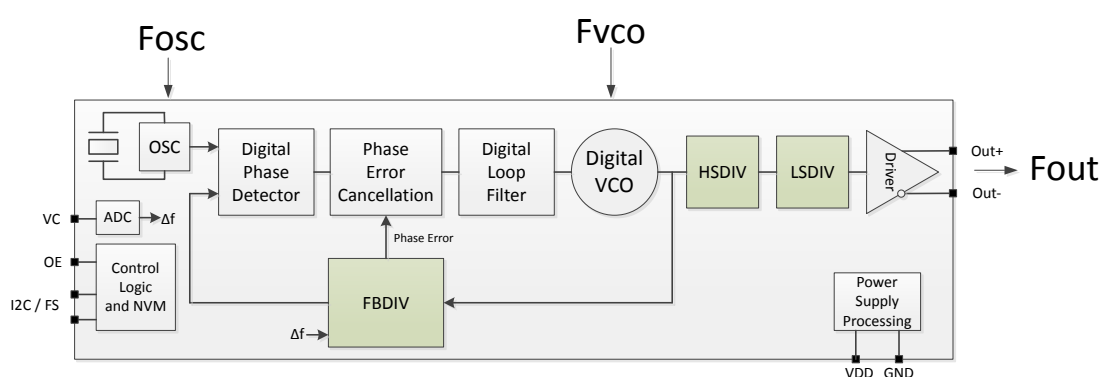 Fosc
Fvco
OSC
Digital
Phase
Detector
Phase
Error
Cancellation
Digital
Loop
Filter
Digital
VCO
HSDIV
LSDIV
Driver
Out+
Out-
Fout
VC
ADC
Δf
Phase Error
OE
I2C / FS
Control
Logic
and NVM
FBDIV
Δf
Power
Supply
Processing
VDD
GND